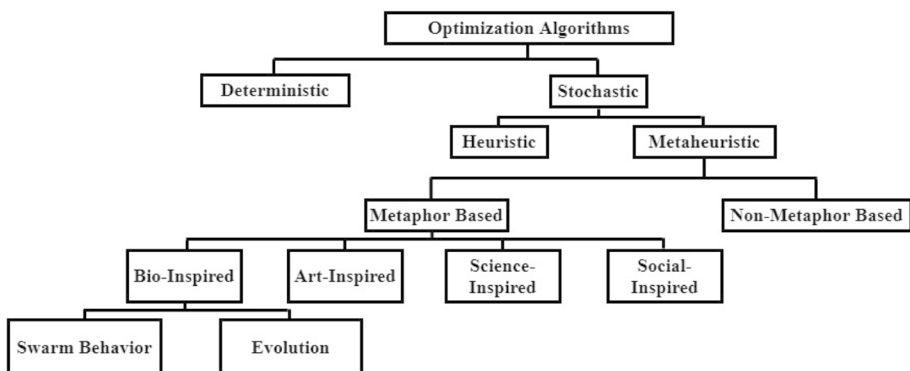 Optimization Algorithms
Deterministic
Stochastic
Heuristic
Metaheuristic
Metaphor Based
Non-Metaphor Based
Bio-Inspired
Art-Inspired
Science-
Inspired
Social-
Inspired
Swarm Behavior
Evolution